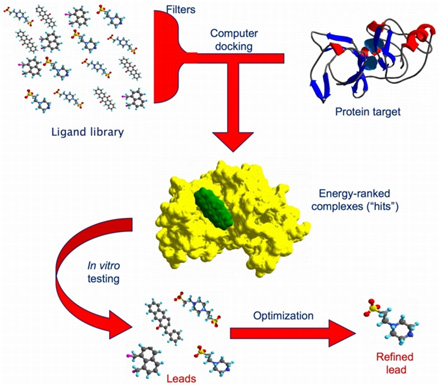 Filters
Computer
docking
Ligand library
Protein target
Energy-ranked
complexes (“hits”)
In vitro
testing
Optimization
Leads
Refined
lead